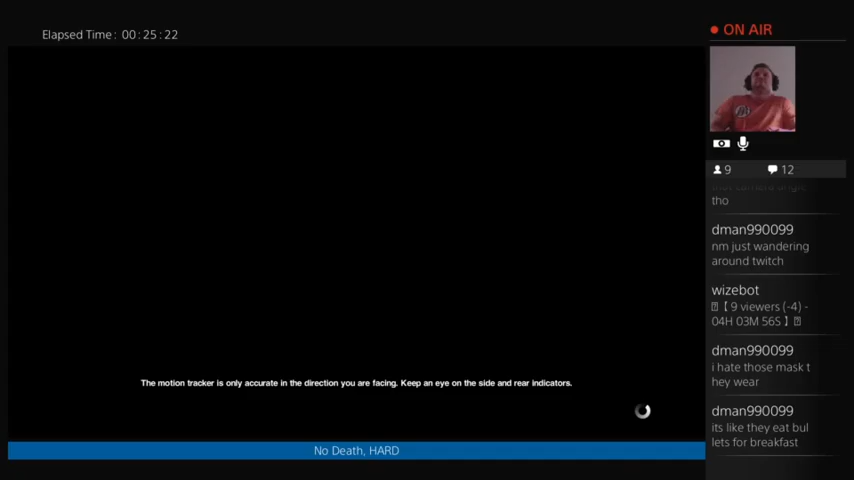 Elapsed Time: 00:25:22
ON AIR
9
12
tho
dman990099
nm just wandering
around twitch
wizebot
【 9 viewers (-4) -
04H 03M 56S 】
dman990099
i hate those mask t
hey wear
The motion tracker is only accurate in the direction you are facing. Keep an eye on the side and rear indicators.
dman990099
its like they eat bul
lets for breakfast
No Death, HARD